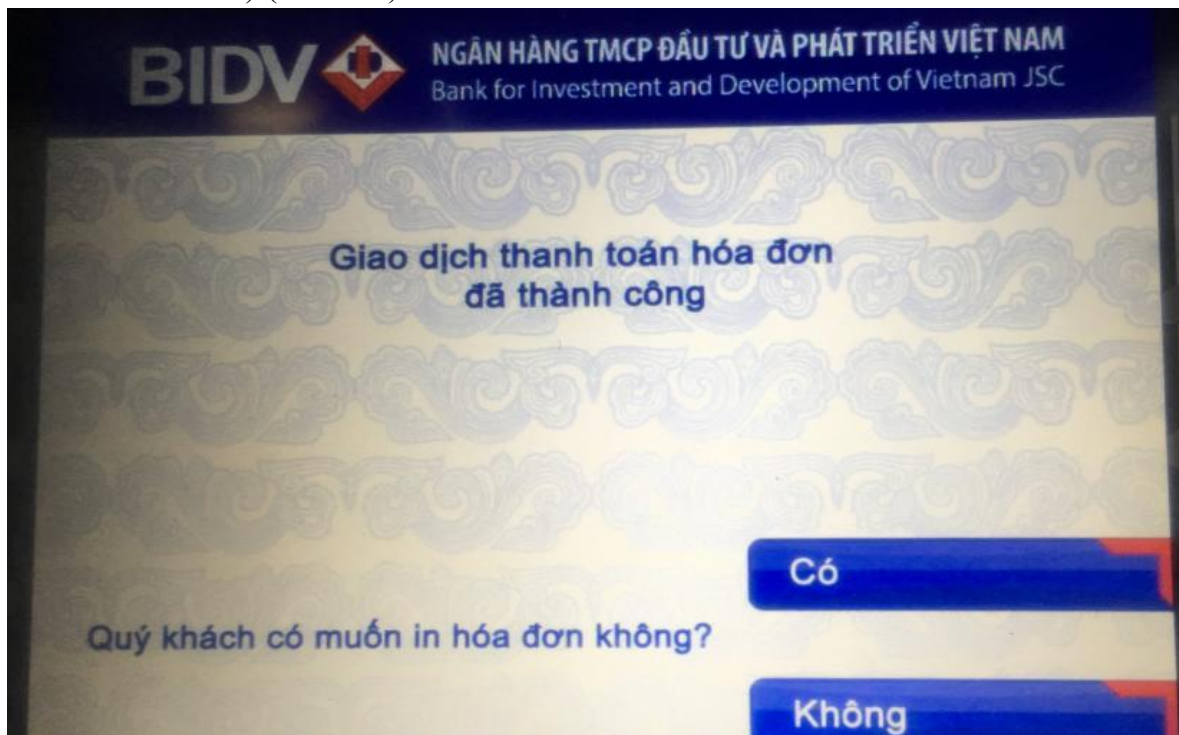 BIDV
NGÂN HÀNG TMCP ĐẦU TƯ VÀ PHÁT TRIỂN VIỆT NAM
Bank for Investment and Development of Vietnam JSC
Giao dịch thanh toán hóa đơn
đã thành công
Có
Quý khách có muốn in hóa đơn không?
Không